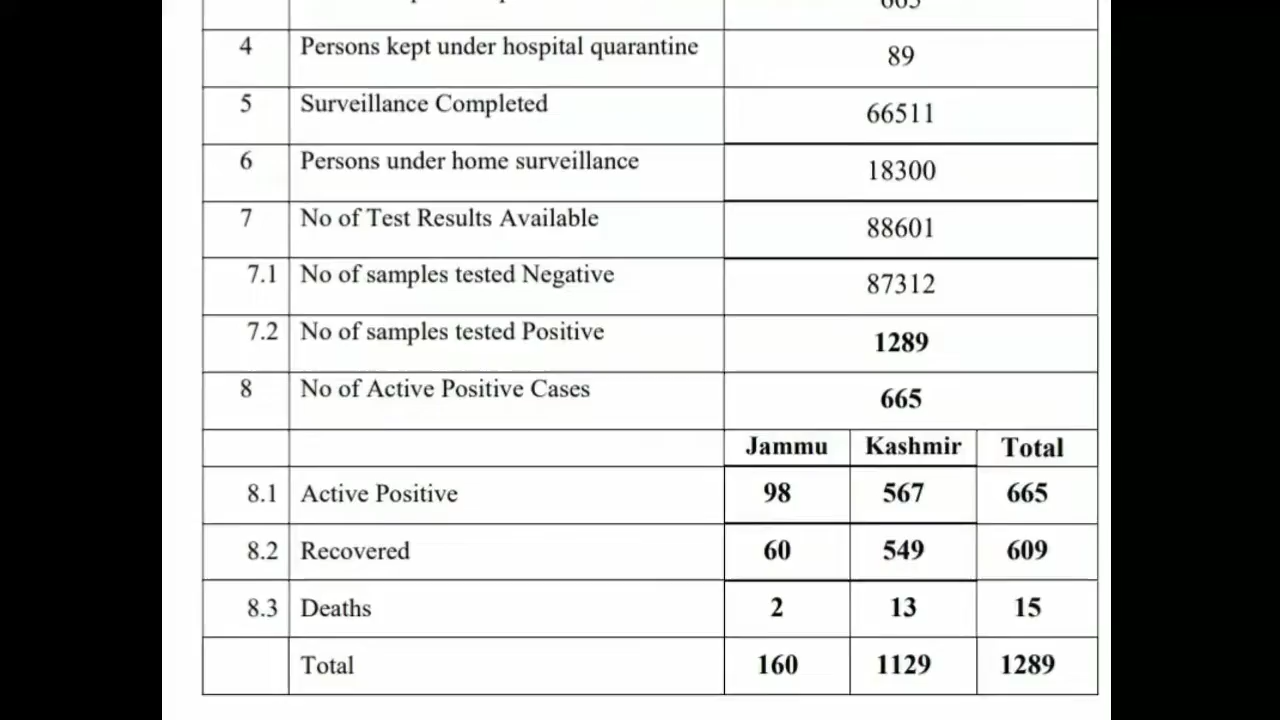 665
4 Persons kept under hospital quarantine 89
5 Surveillance Completed 66511
6 Persons under home surveillance 18300
7 No of Test Results Available 88601
7.1 No of samples tested Negative 87312
7.2 No of samples tested Positive 1289
8 No of Active Positive Cases 665
Jammu Kashmir Total
8.1 Active Positive 98 567 665
8.2 Recovered 60 549 609
8.3 Deaths 2 13 15
Total 160 1129 1289